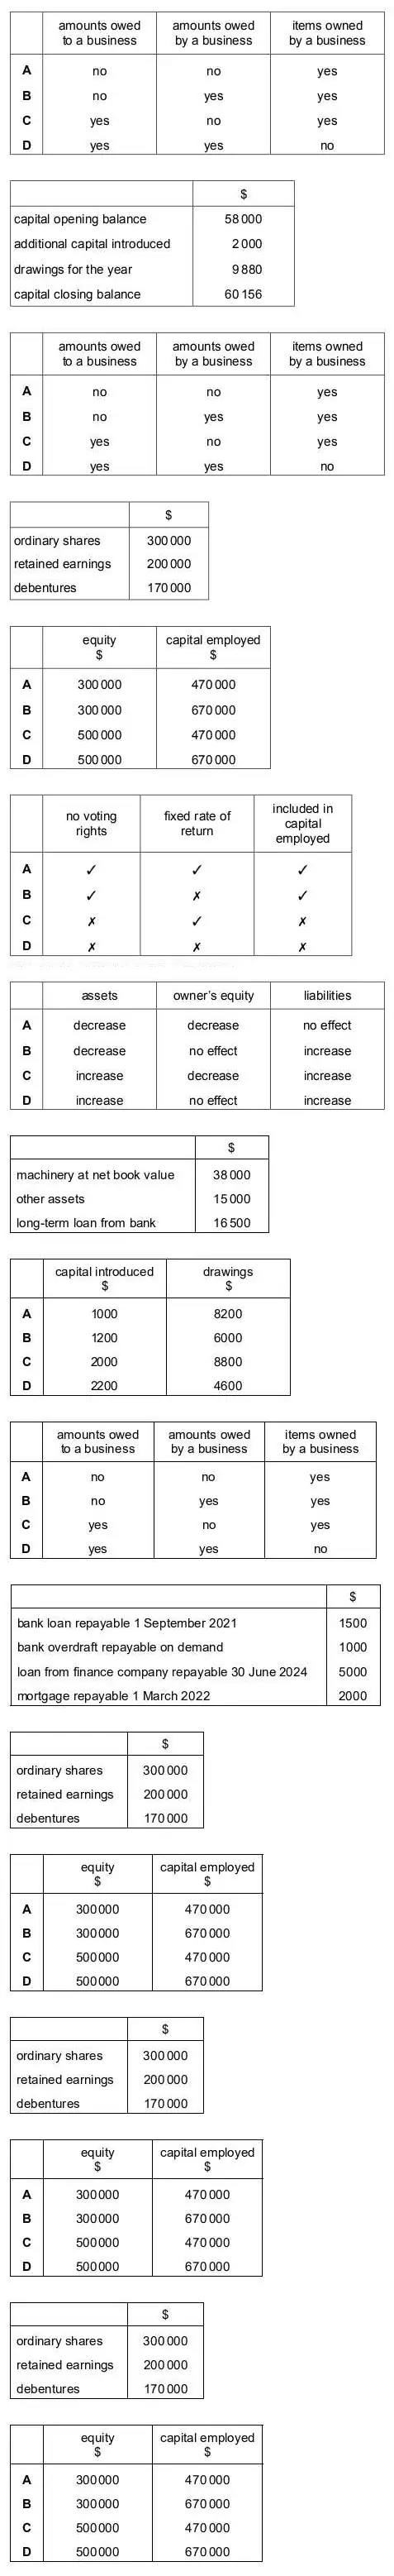 amounts owed amounts owed items owned
to a business by a business by a business
A no no yes
B no yes yes
C yes no yes
D yes yes no
$
capital opening balance 58 000
additional capital introduced 2 000
drawings for the year 9 880
capital closing balance 60 156
amounts owed amounts owed items owned
to a business by a business by a business
A no no yes
B no yes yes
C yes no yes
D yes yes no
$
ordinary shares 300 000
retained earnings 200 000
debentures 170 000
equity capital employed
$ $
A 300 000 470 000
B 300 000 670 000
C 500 000 470 000
D 500 000 670 000
no voting fixed rate of included in
rights return capital
employed
A ✓ ✓ ✓
B ✓ ✗ ✓
C ✗ ✓ ✗
D ✗ ✗ ✗
assets owner's equity liabilities
A decrease decrease no effect
B decrease no effect increase
C increase decrease increase
D increase no effect increase
$
machinery at net book value 38 000
other assets 15 000
long-term loan from bank 16 500
capital introduced drawings
$ $
A 1000 8200
B 1200 6000
C 2000 8800
D 2200 4600
amounts owed amounts owed items owned
to a business by a business by a business
A no no yes
B no yes yes
C yes no yes
D yes yes no
$
bank loan repayable 1 September 2021 1500
bank overdraft repayable on demand 1000
loan from finance company repayable 30 June 2024 5000
mortgage repayable 1 March 2022 2000
$
ordinary shares 300 000
retained earnings 200 000
debentures 170 000
equity capital employed
$ $
A 300 000 470 000
B 300 000 670 000
C 500 000 470 000
D 500 000 670 000
$
ordinary shares 300 000
retained earnings 200 000
debentures 170 000
equity capital employed
$ $
A 300 000 470 000
B 300 000 670 000
C 500 000 470 000
D 500 000 670 000
$
ordinary shares 300 000
retained earnings 200 000
debentures 170 000
equity capital employed
$ $
A 300 000 470 000
B 300 000 670 000
C 500 000 470 000
D 500 000 670 000